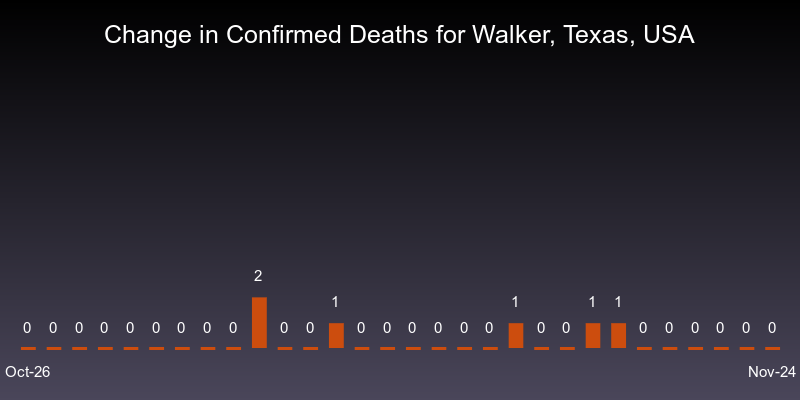 Change in Confirmed Deaths for Walker, Texas, USA
2
1 1 1 1
0 0 0 0 0 0 0 0 0 0 0 0 0 0 0 0 0 0 0 0 0 0 0 0 0
Oct-26 Nov-24